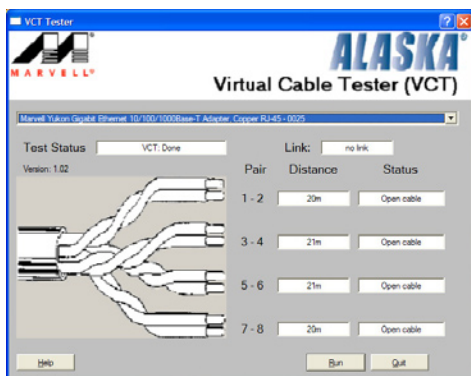 VCT Tester
MARVELL®
ALASKA®
Virtual Cable Tester (VCT)
Marvell Yukon Gigabit Ethernet 10/100/1000Base-T Adapter, Copper RJ-45 - 0025
Test Status VCT: Done Link: no link
Version: 1.02 Pair Distance Status
1 - 2 20m Open cable
3 - 4 21m Open cable
5 - 6 21m Open cable
7 - 8 20m Open cable
Help Run Quit